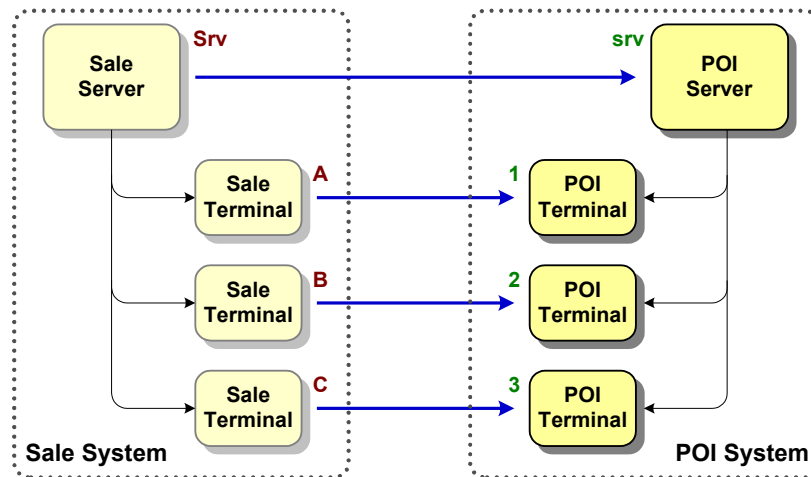 Srv
srv
Sale
Server
POI
Server
A
1
Sale
Terminal
POI
Terminal
B
2
Sale
Terminal
POI
Terminal
C
3
Sale
Terminal
POI
Terminal
Sale System
POI System